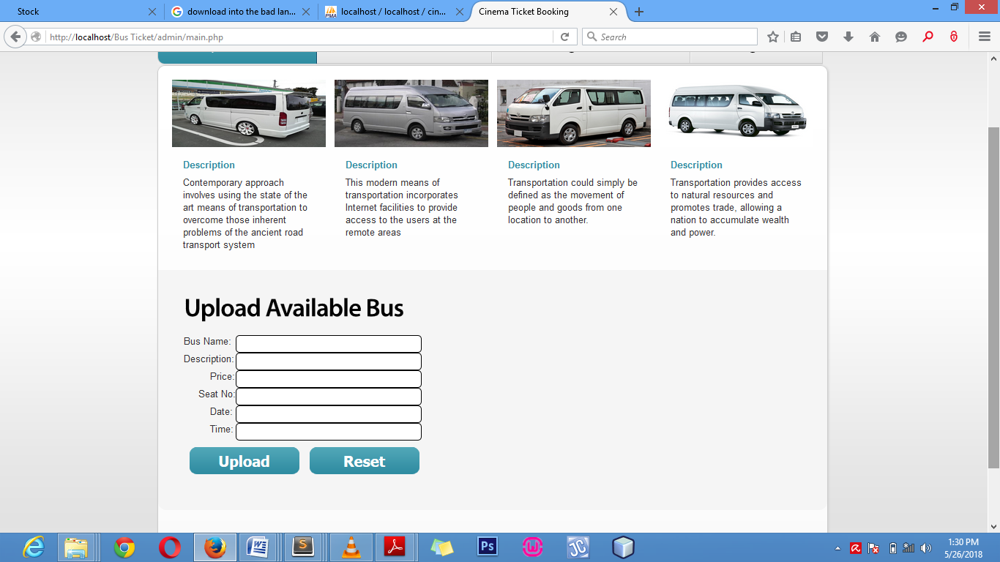 Stock
download into the bad lan...
localhost / localhost / cin...
Cinema Ticket Booking
http://localhost/Bus Ticket/admin/main.php
Search
Description
Contemporary approach
involves using the state of the
art means of transportation to
overcome those inherent
problems of the ancient road
transport system
Description
This modern means of
transportation incorporates
Internet facilities to provide
access to the users at the
remote areas
Description
Transportation could simply be
defined as the movement of
people and goods from one
location to another.
Description
Transportation provides access
to natural resources and
promotes trade, allowing a
nation to accumulate wealth
and power.
Upload Available Bus
Bus Name:
Description:
Price:
Seat No:
Date:
Time:
Upload Reset
1:30 PM
5/26/2018